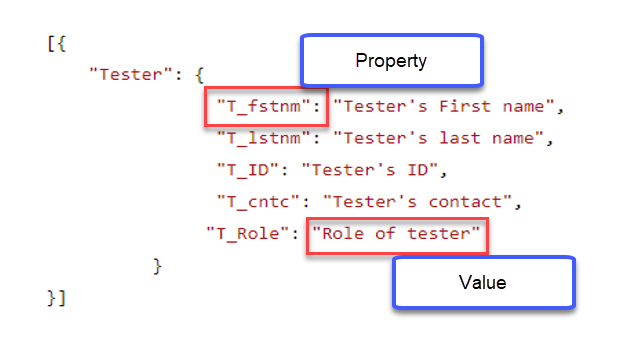 [{
Property
"Tester": {
"T_fstnm": "Tester's First name",
"T_lstnm": "Tester's last name",
"T_ID": "Tester's ID",
"T_cntc": "Tester's contact",
"T_Role": "Role of tester"
}
Value
}]